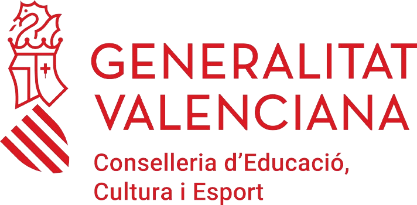 GENERALITAT
VALENCIANA
Conselleria d'Educació,
Cultura i Esport